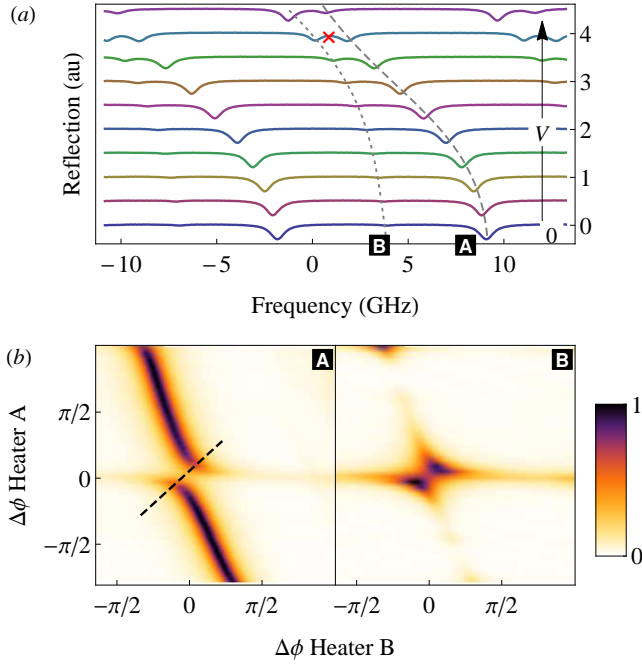 (a)
Reflection (au)
4
3
2
1
0
V
0
B
A
−10 −5 0 5 10
Frequency (GHz)
(b)
A
B
Δϕ Heater A
π/2
0
−π/2
1
0
−π/2 0 π/2
−π/2 0 π/2
Δϕ Heater B